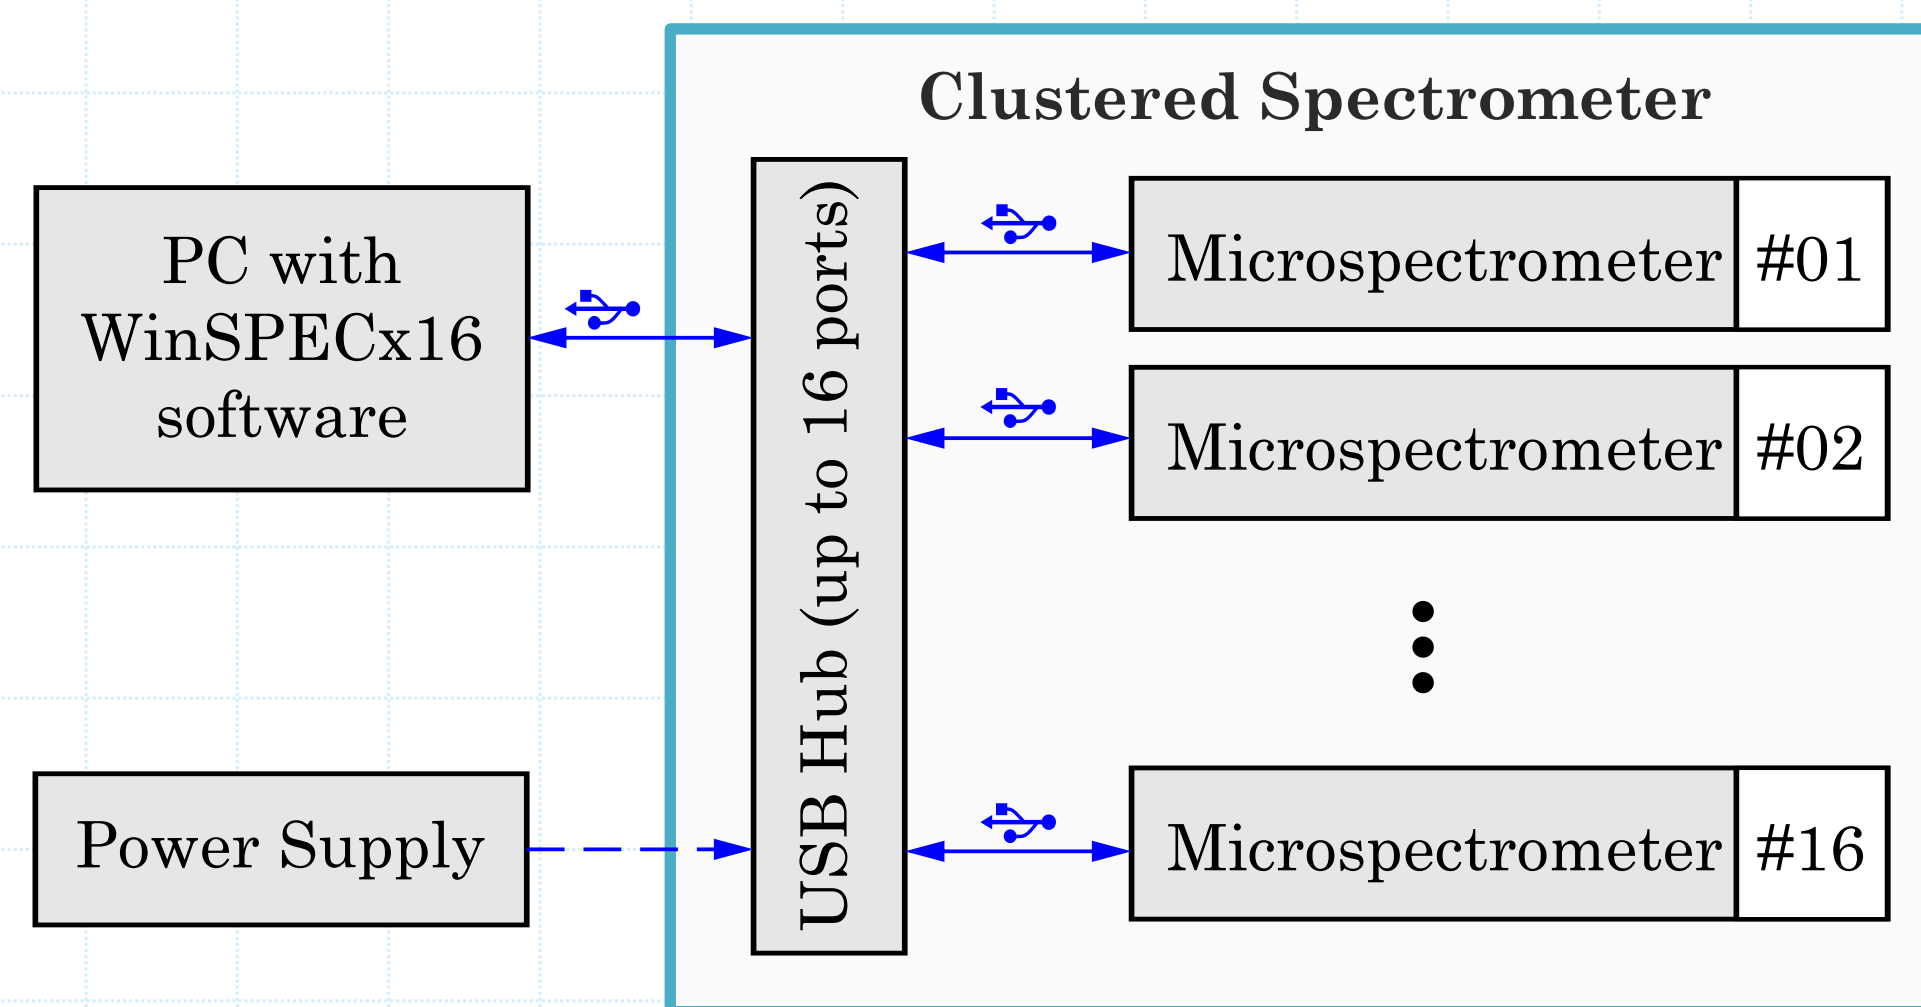 Clustered Spectrometer
PC with
WinSPECx16
software
Power Supply
USB Hub (up to 16 ports)
Microspectrometer #01
Microspectrometer #02
Microspectrometer #16